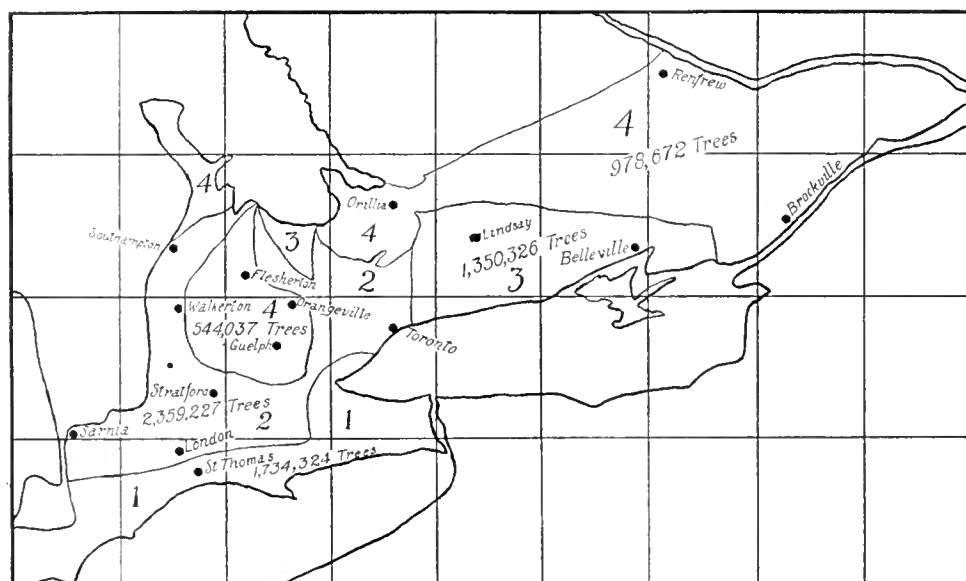 Renfrew
4
978,672 Trees
Brockville
4
Orillia
4
Southampton
3
Lindsay
1,350,326 Trees
Belleville
3
2
Flesherton
4
Orangeville
Walkerton
544,037 Trees
Guelph
Toronto
Stratford
2,359,227 Trees
2
1
Sarnia
London
St Thomas
1,734,324 Trees
1